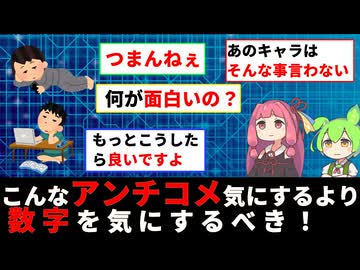 つまんねぇ
あのキャラは
そんな事言わない
何が面白いの？
もっとこうした
ら良いですよ
こんなアンチコメ気にするより
数字を気にするべき！